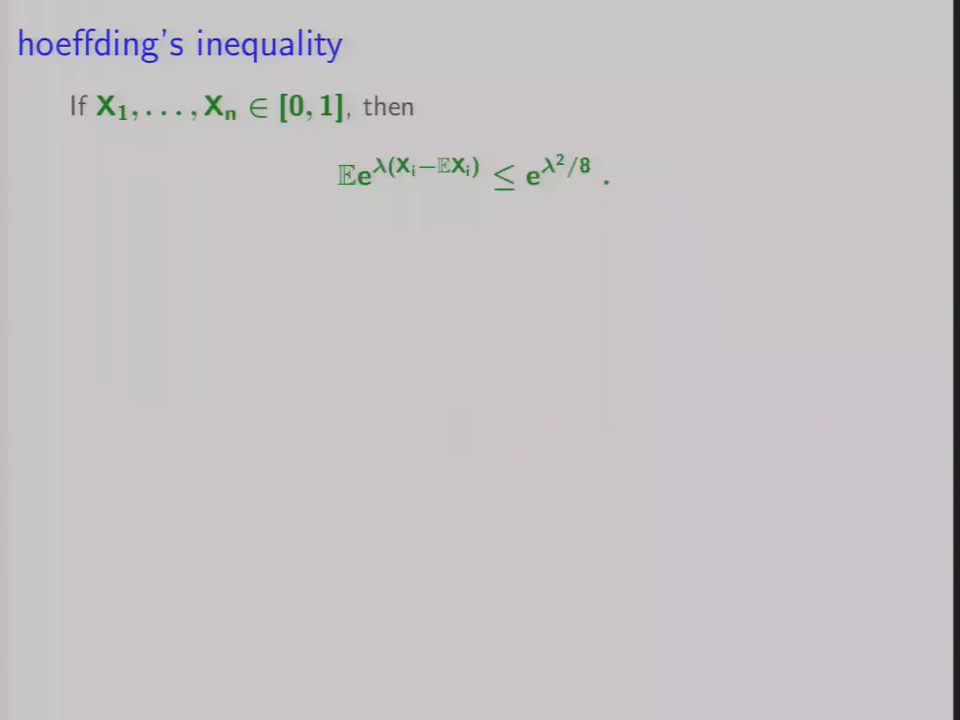 hoeffding's inequality
If X₁, . . . , Xₙ ∈ [0, 1], then
𝔼e^{λ(Xᵢ−𝔼Xᵢ)} ≤ e^{λ²/8} .